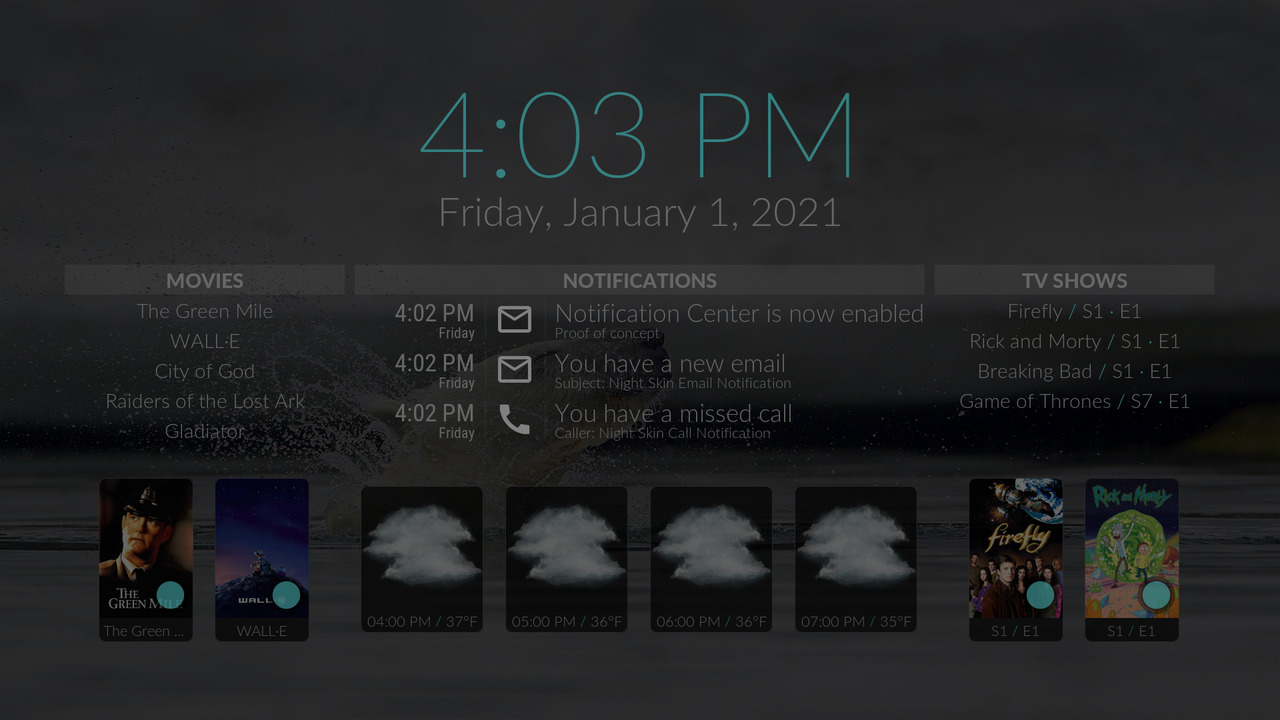 4:03 PM
Friday, January 1, 2021
MOVIES
The Green Mile
WALL·E
City of God
Raiders of the Lost Ark
Gladiator
NOTIFICATIONS
4:02 PM
Friday
Notification Center is now enabled
Proof of concept
4:02 PM
Friday
You have a new email
Subject: Night Skin Email Notification
4:02 PM
Friday
You have a missed call
Caller: Night Skin Call Notification
TV SHOWS
Firefly / S1 · E1
Rick and Morty / S1 · E1
Breaking Bad / S1 · E1
Game of Thrones / S7 · E1
THE
GREEN MILE
The Green ...
WALL·E
WALL·E
04:00 PM / 37°F
05:00 PM / 36°F
06:00 PM / 36°F
07:00 PM / 35°F
firefly
S1 / E1
Rick and Morty
S1 / E1